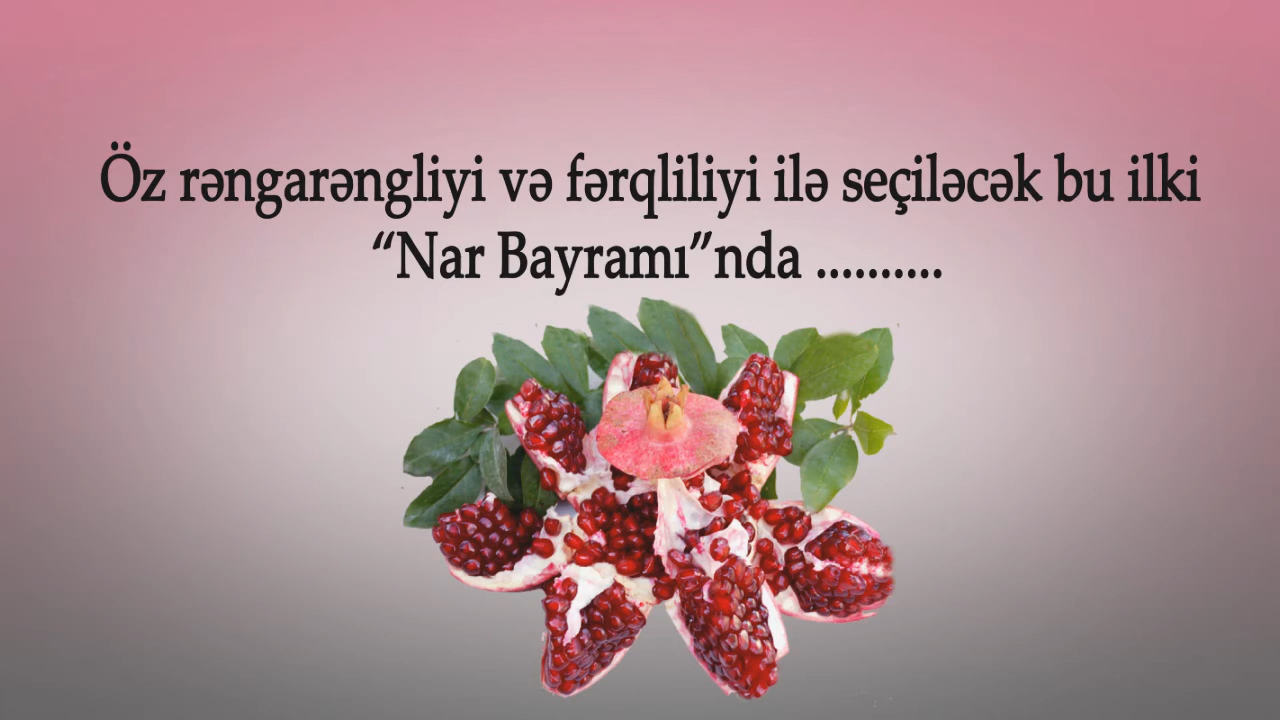 Öz rəngarəngliyi və fərqliliyi ilə seçiləcək bu ilki
“Nar Bayramı”nda ..........